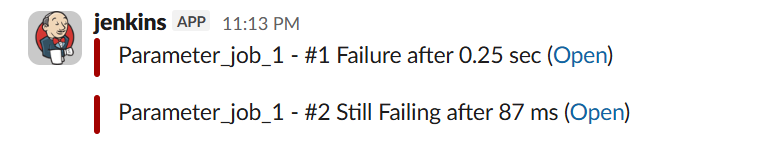 jenkins APP 11:13 PM
Parameter_job_1 - #1 Failure after 0.25 sec (Open)
Parameter_job_1 - #2 Still Failing after 87 ms (Open)